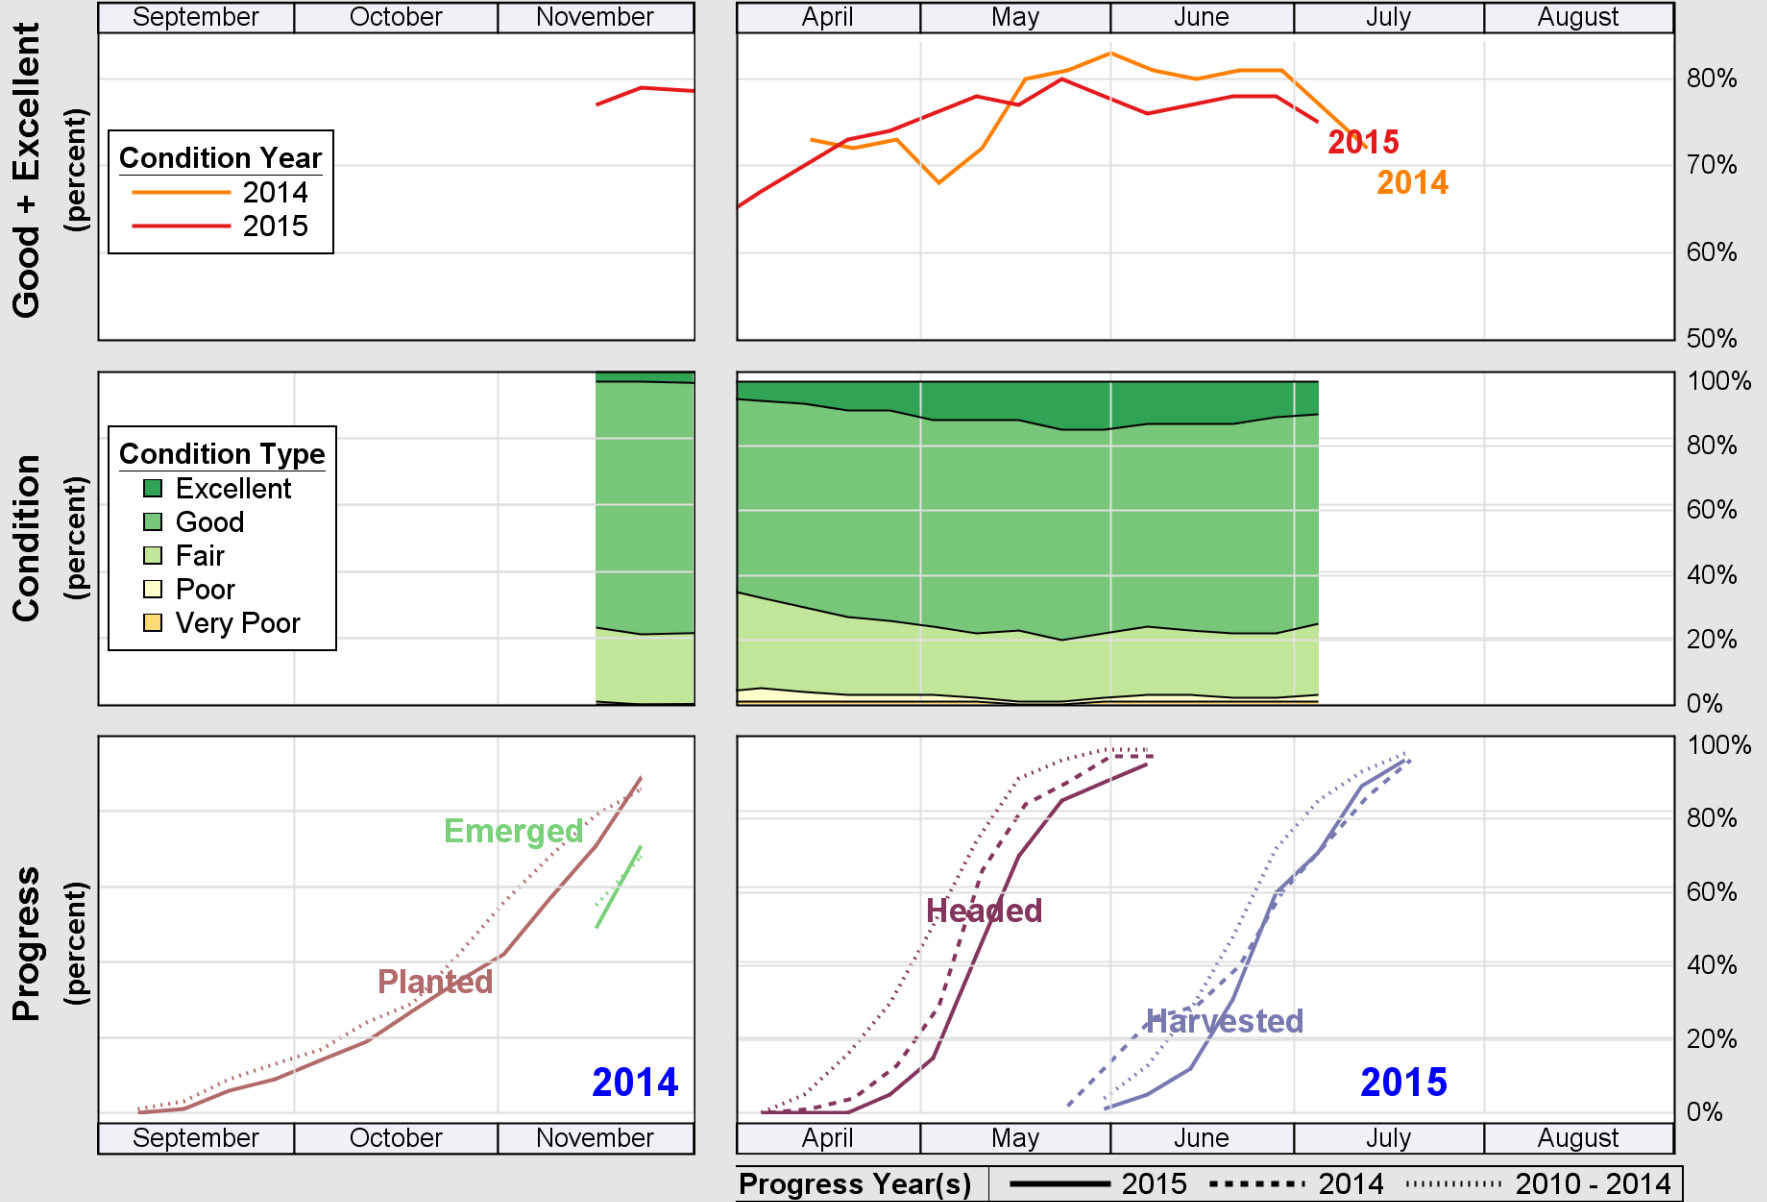 September October November April May June July August
Good + Excellent
(percent)
80%
70%
60%
50%
Condition Year
2014
2015
2015
2014
Condition
(percent)
100%
80%
60%
40%
20%
0%
Condition Type
Excellent
Good
Fair
Poor
Very Poor
Progress
(percent)
100%
80%
60%
40%
20%
0%
Emerged
Planted
Headed
Harvested
2014
2015
September October November April May June July August
Progress Year(s) 2015 2014 2010 - 2014